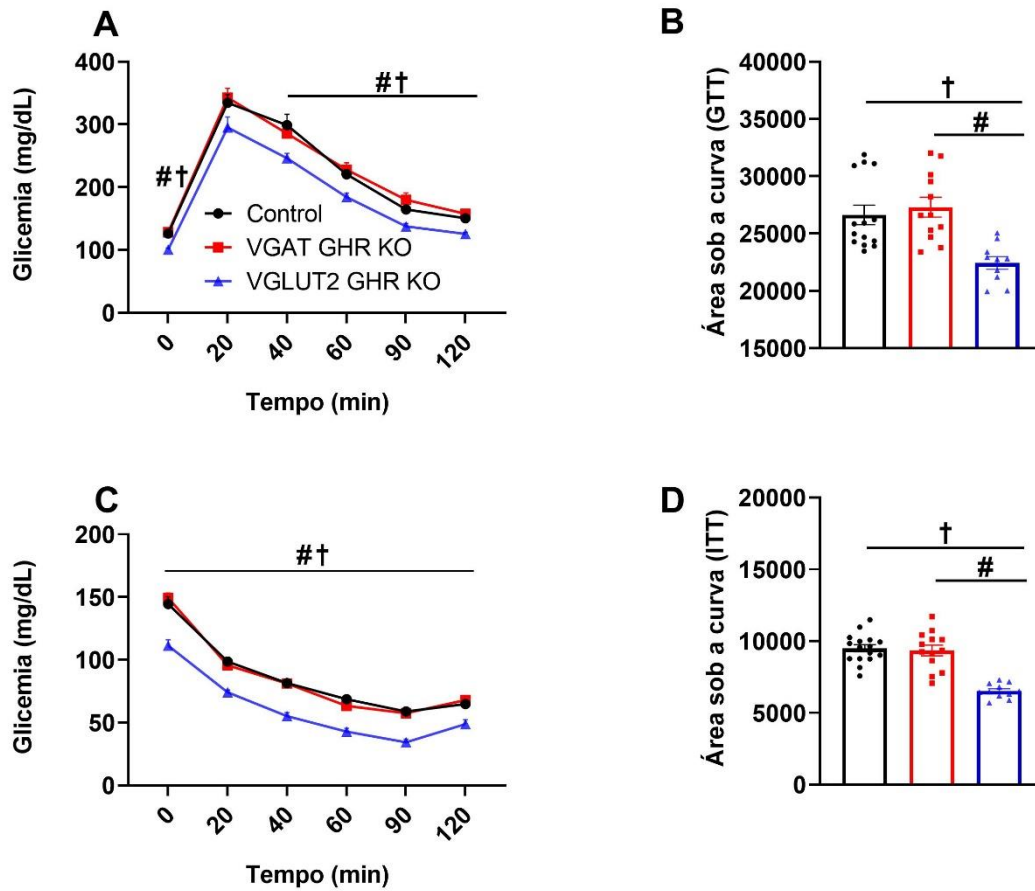 A
Glicemia (mg/dL)
400
300
200
100
0
#†
#†
Control
VGAT GHR KO
VGLUT2 GHR KO
0 20 40 60 90 120
Tempo (min)
B
Área sob a curva (GTT)
40000
35000
30000
25000
20000
15000
†
#
C
Glicemia (mg/dL)
200
150
100
50
0
#†
0 20 40 60 90 120
Tempo (min)
D
Área sob a curva (ITT)
20000
15000
10000
5000
0
†
#